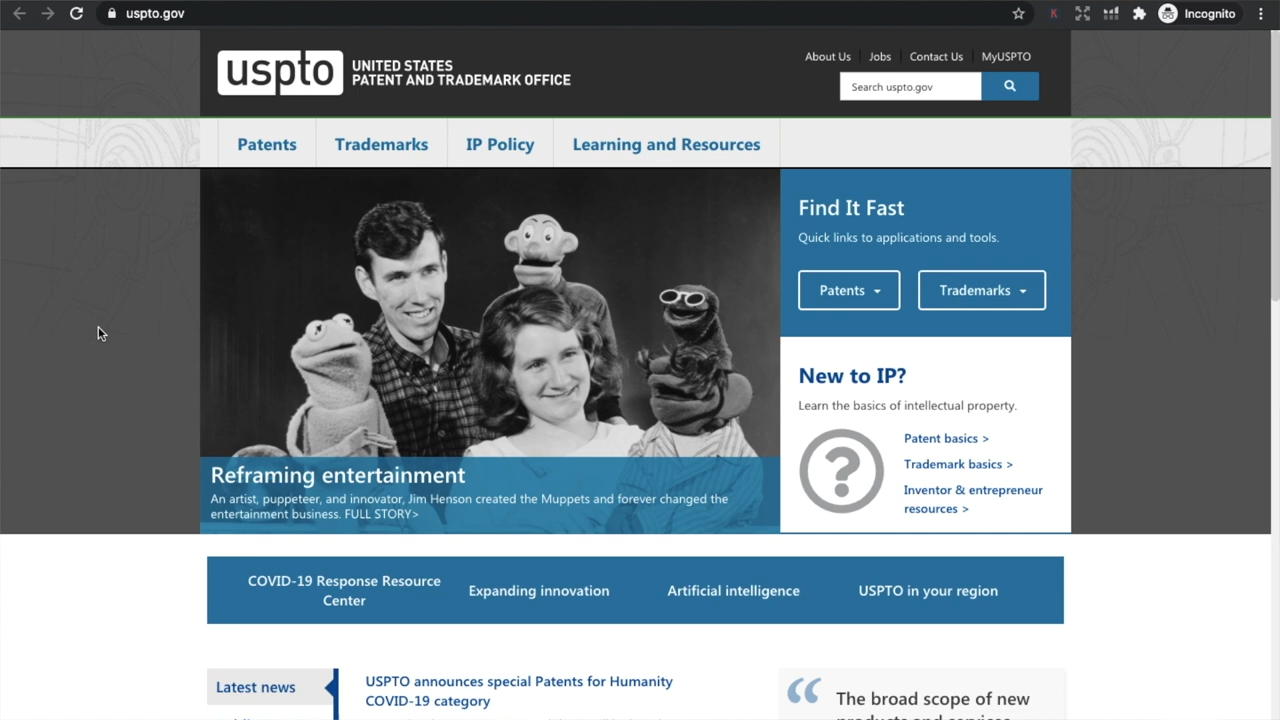 uspto.gov
K
Incognito
uspto
UNITED STATES
PATENT AND TRADEMARK OFFICE
About Us
Jobs
Contact Us
MyUSPTO
Search uspto.gov
Patents
Trademarks
IP Policy
Learning and Resources
Find It Fast
Quick links to applications and tools.
Patents
Trademarks
New to IP?
Learn the basics of intellectual property.
?
Patent basics >
Trademark basics >
Inventor & entrepreneur
resources >
Reframing entertainment
An artist, puppeteer, and innovator, Jim Henson created the Muppets and forever changed the
entertainment business. FULL STORY>
COVID-19 Response Resource
Center
Expanding innovation
Artificial intelligence
USPTO in your region
Latest news
USPTO announces special Patents for Humanity
COVID-19 category
“
The broad scope of new
products and services